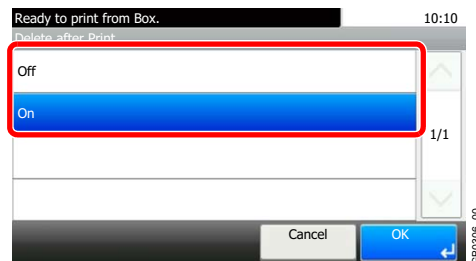 Ready to print from Box.
10:10
Delete after Print
Off
On
1/1
Cancel
OK